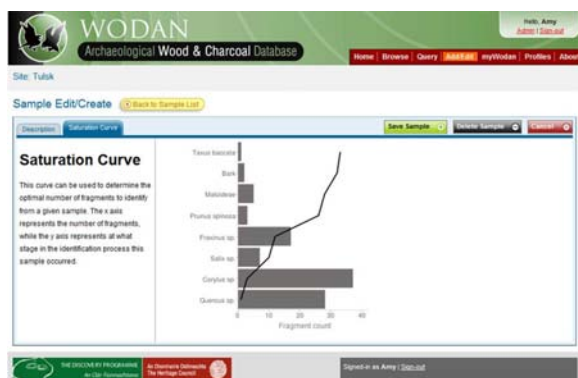 WODAN
Archaeological Wood & Charcoal Database
Hello, Amy
Admin | Sign-out
Home | Browse | Query | Add/Edit | myWodan | Profiles | About
Site: Tulsk
Sample Edit/Create
Back to Sample List
Description
Saturation Curve
Save Sample
Delete Sample
Cancel
Saturation Curve
This curve can be used to determine the
optimal number of fragments to identify
from a given sample. The x axis
represents the number of fragments,
while the y axis represents at what
stage in the identification process this
sample occurred.
Taxus baccata
Bark
Maloideae
Prunus spinosa
Fraxinus sp.
Salix sp.
Corylus sp.
Quercus sp.
0 10 20 30 40
Fragment count
THE DISCOVERY PROGRAMME
An Chomhairle Oidhreachta
The Heritage Council
Signed-in as Amy | Sign-out